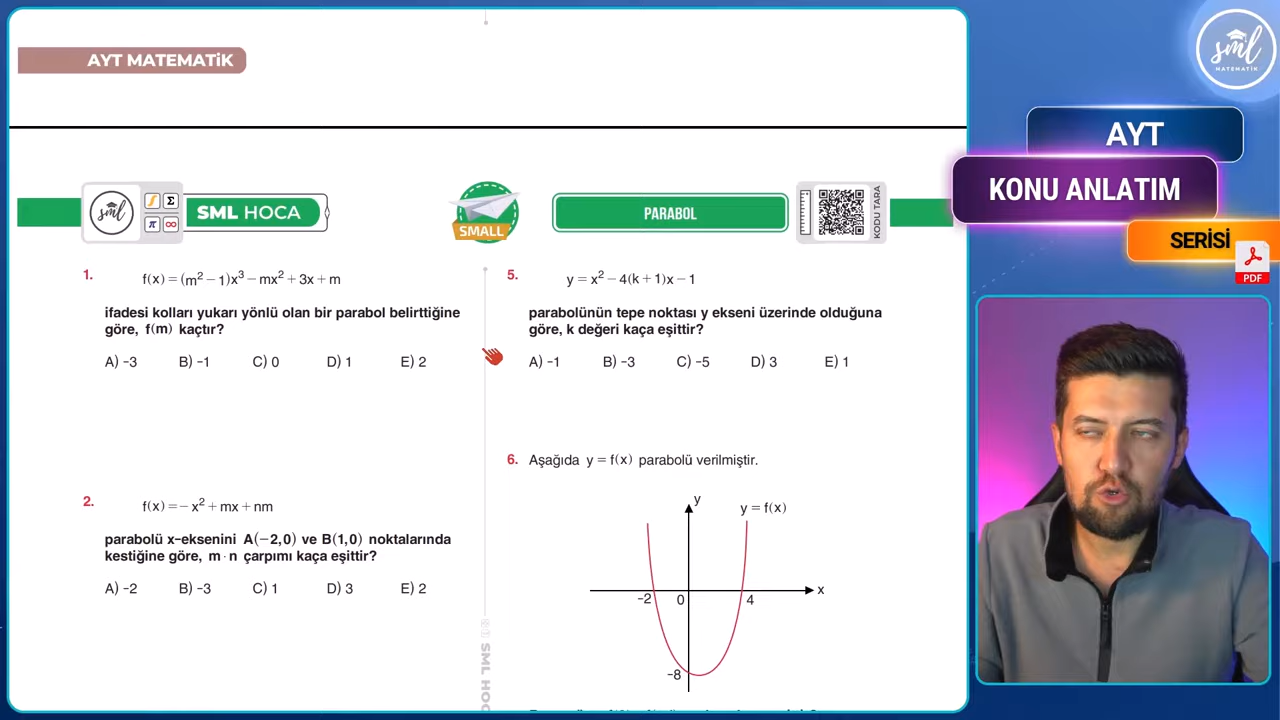 AYT MATEMATİK
sml
MATEMATİK
AYT
KONU ANLATIM
SERİSİ
PDF
sml
∫ Σ
π ∞
SML HOCA
SMALL
PARABOL
KODU TARA
1. f(x) = (m² − 1)x³ − mx² + 3x + m
ifadesi kolları yukarı yönlü olan bir parabol belirttiğine
göre, f(m) kaçtır?
A) -3 B) -1 C) 0 D) 1 E) 2
2. f(x) = − x² + mx + nm
parabolü x-eksenini A(−2,0) ve B(1,0) noktalarında
kestiğine göre, m · n çarpımı kaça eşittir?
A) -2 B) -3 C) 1 D) 3 E) 2
5. y = x² − 4(k + 1)x − 1
parabolünün tepe noktası y ekseni üzerinde olduğuna
göre, k değeri kaça eşittir?
A) -1 B) -3 C) -5 D) 3 E) 1
6. Aşağıda y = f(x) parabolü verilmiştir.
y
y = f(x)
x
-2 0 4
-8
SML HOC